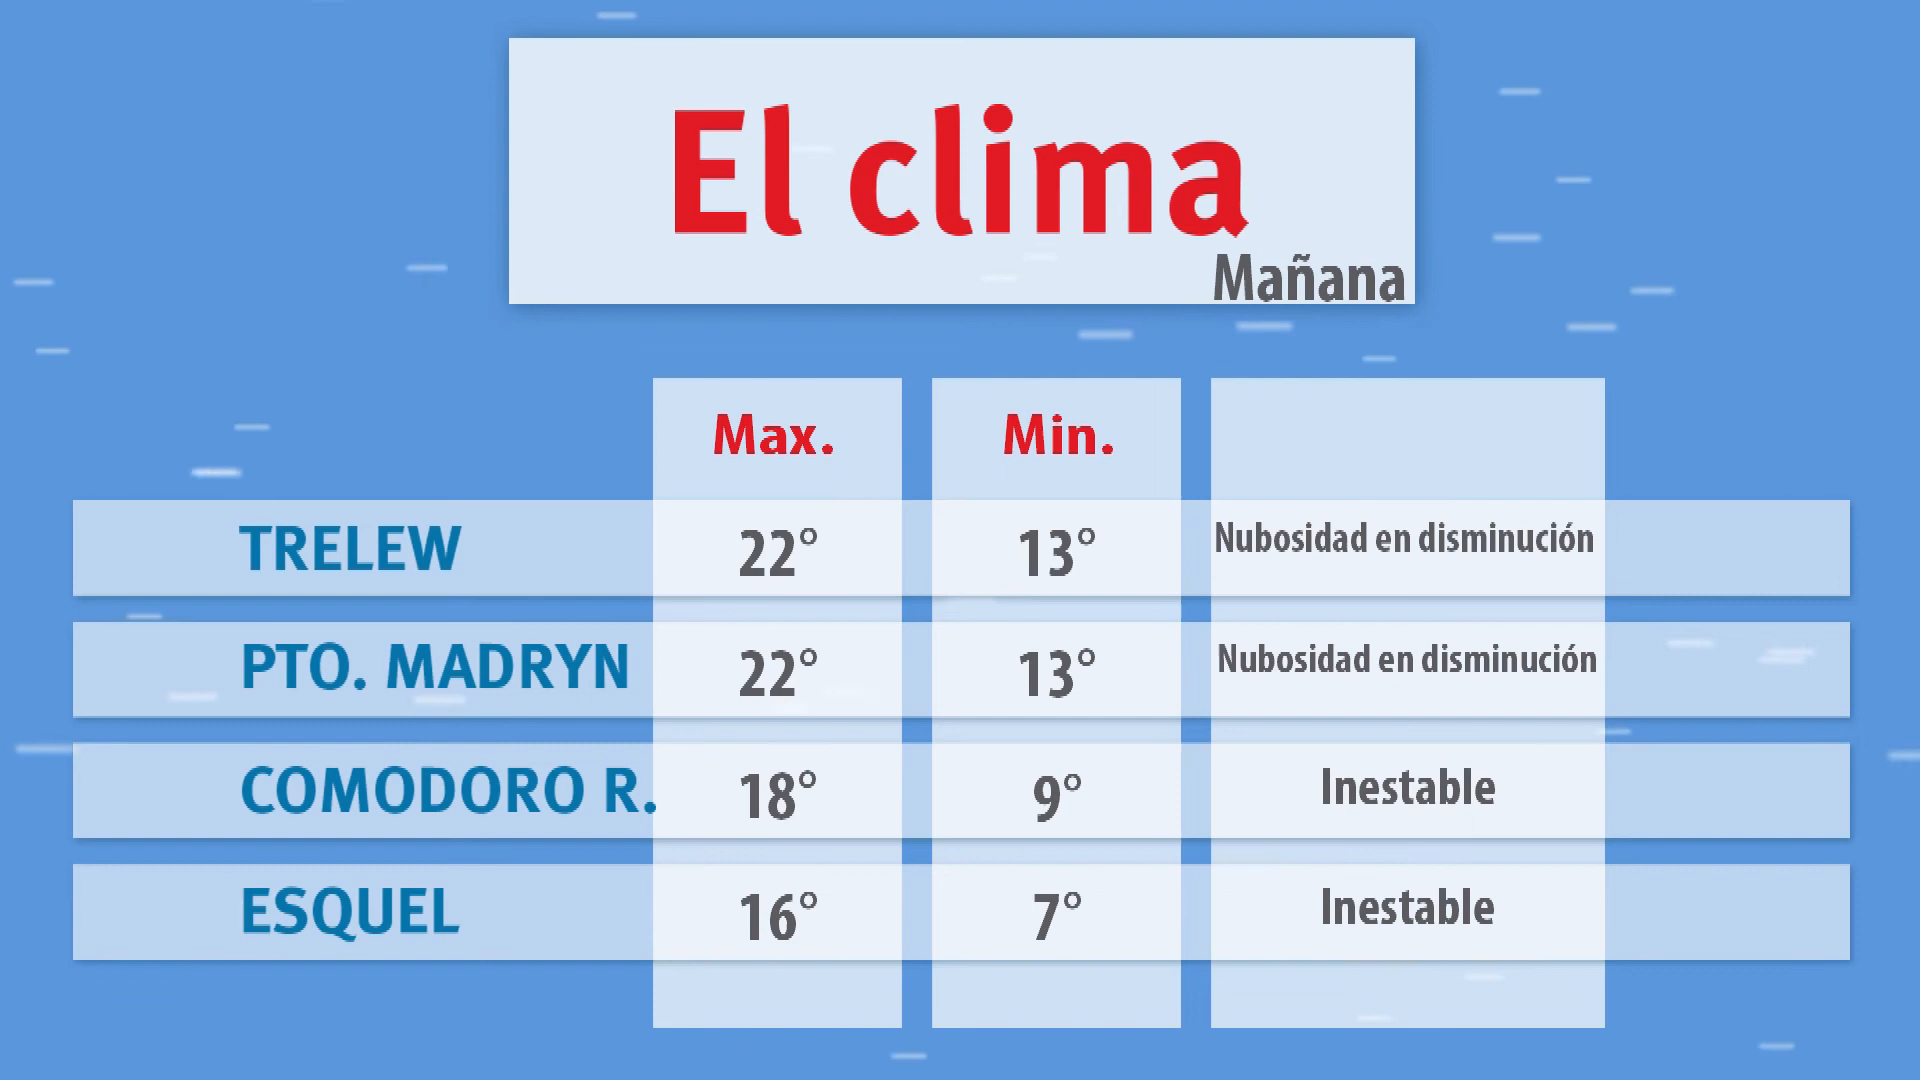 El clima
Mañana
Max. Min.
TRELEW 22° 13° Nubosidad en disminución
PTO. MADRYN 22° 13° Nubosidad en disminución
COMODORO R. 18° 9° Inestable
ESQUEL 16° 7° Inestable